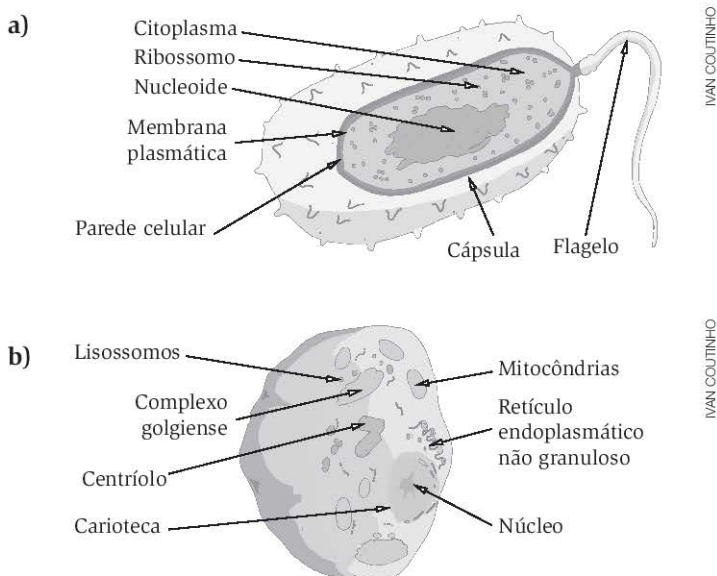 a)
Citoplasma
Ribossomo
Nucleoide
Membrana
plasmática
Parede celular
Cápsula
Flagelo
IVAN COUTINHO
b)
Lisossomos
Complexo
golgiense
Centríolo
Carioteca
Mitocôndrias
Retículo
endoplasmático
não granuloso
Núcleo
IVAN COUTINHO